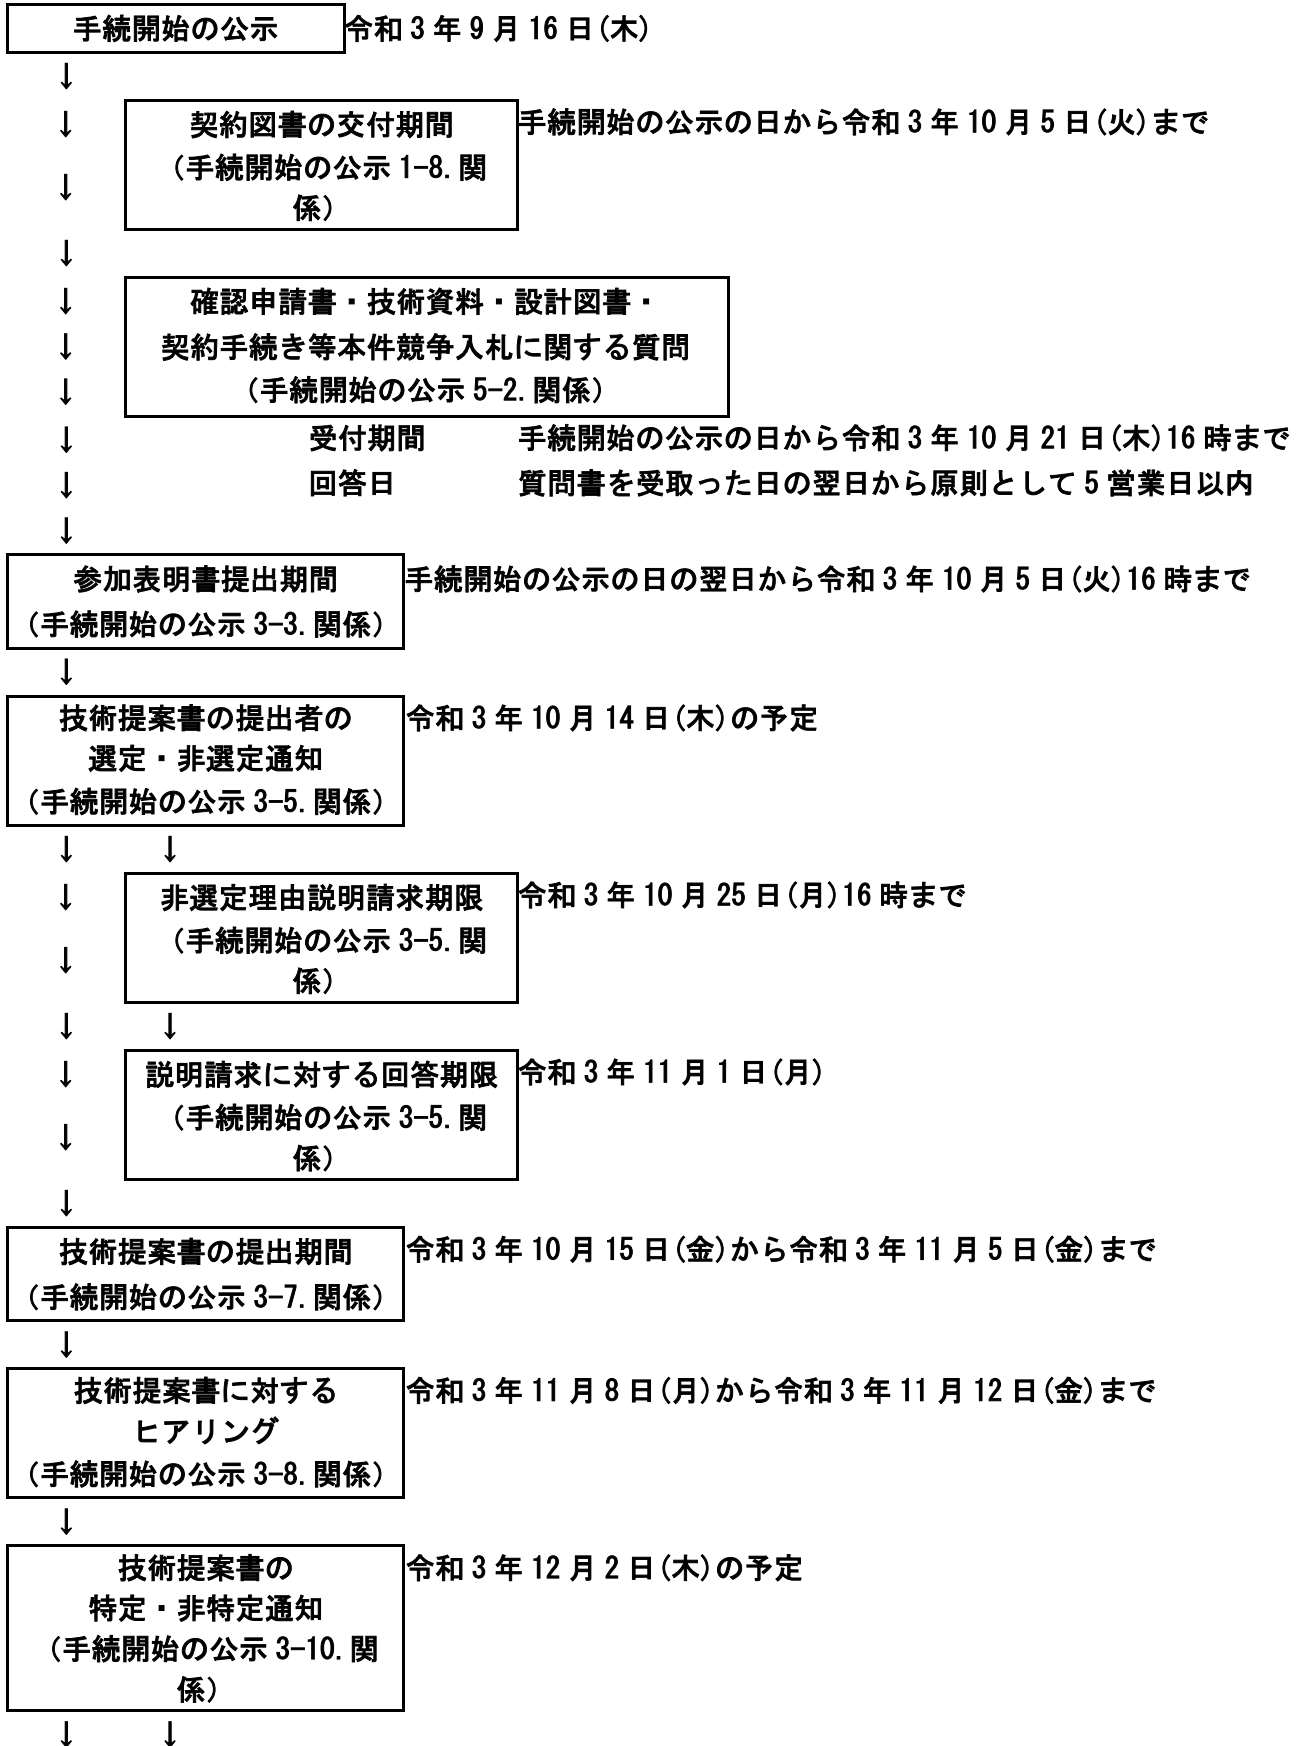 手続開始の公示 令和3年9月16日(木)
↓
↓ 契約図書の交付期間 手続開始の公示の日から令和3年10月5日(火)まで
(手続開始の公示1-8.関
↓
係)
↓
↓ 確認申請書・技術資料・設計図書・
↓ 契約手続き等本件競争入札に関する質問
↓ (手続開始の公示5-2.関係)
↓ 受付期間 手続開始の公示の日から令和3年10月21日(木)16時まで
↓ 回答日 質問書を受取った日の翌日から原則として5営業日以内
↓
参加表明書提出期間 手続開始の公示の日の翌日から令和3年10月5日(火)16時まで
(手続開始の公示3-3.関係)
↓
技術提案書の提出者の 令和3年10月14日(木)の予定
選定・非選定通知
(手続開始の公示3-5.関係)
↓ ↓
↓ 非選定理由説明請求期限 令和3年10月25日(月)16時まで
(手続開始の公示3-5.関
↓
係)
↓ ↓
↓ 説明請求に対する回答期限 令和3年11月1日(月)
(手続開始の公示3-5.関
↓
係)
↓
技術提案書の提出期間 令和3年10月15日(金)から令和3年11月5日(金)まで
(手続開始の公示3-7.関係)
↓
技術提案書に対する 令和3年11月8日(月)から令和3年11月12日(金)まで
ヒアリング
(手続開始の公示3-8.関係)
↓
技術提案書の 令和3年12月2日(木)の予定
特定・非特定通知
(手続開始の公示3-10.関
係)
↓ ↓